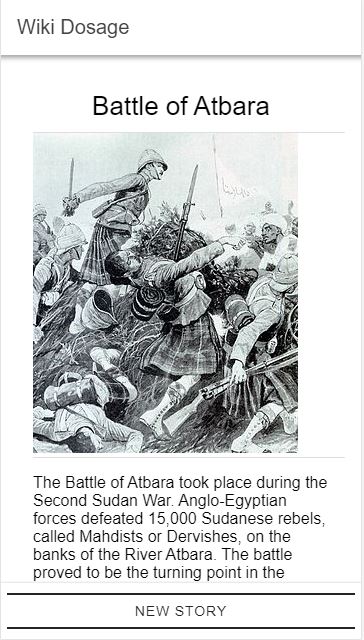 Wiki Dosage
Battle of Atbara
The Battle of Atbara took place during the
Second Sudan War. Anglo-Egyptian
forces defeated 15,000 Sudanese rebels,
called Mahdists or Dervishes, on the
banks of the River Atbara. The battle
proved to be the turning point in the
NEW STORY